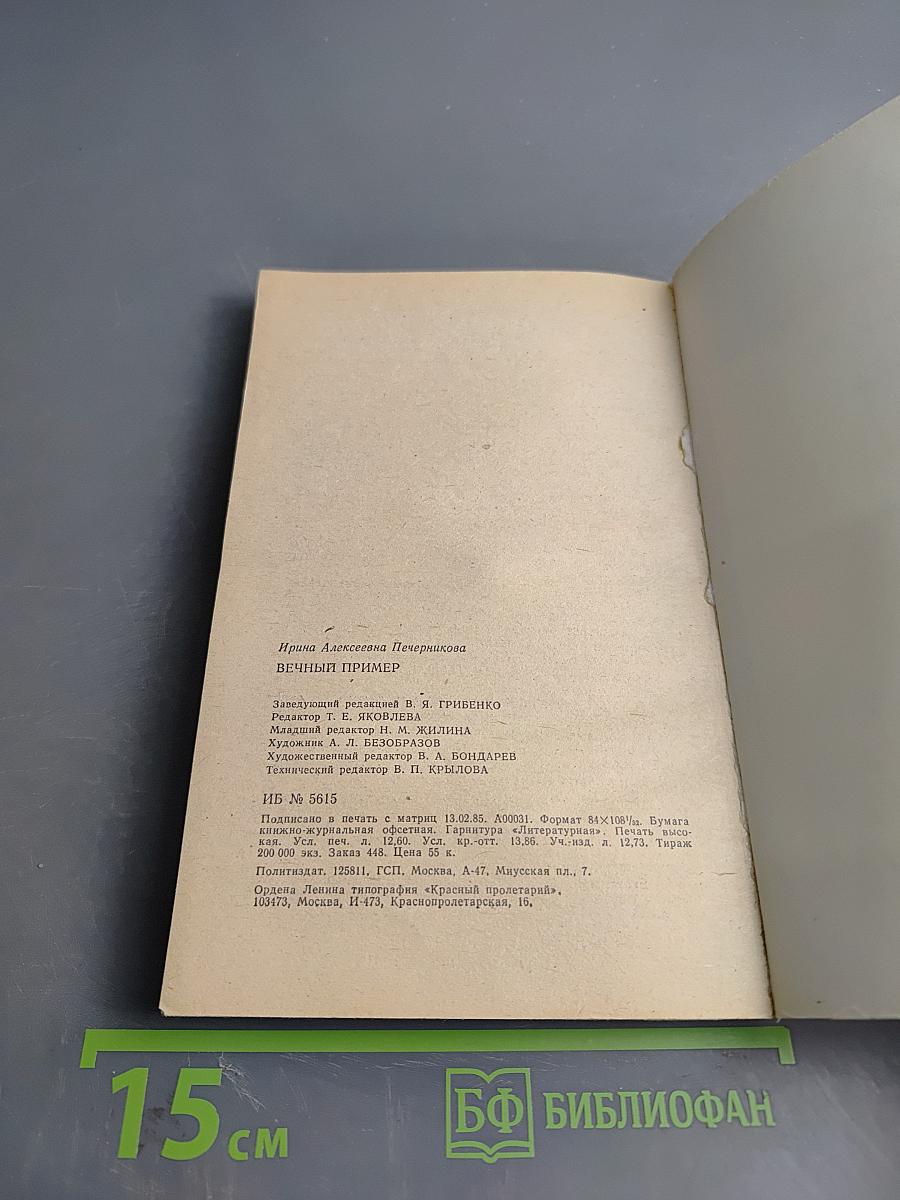 Ирина Алексеевна Печерникова
ВЕЧНЫЙ ПРИМЕР
Заведующий редакцией В. Я. ГРИБЕНКО
Редактор Т. Е. ЯКОВЛЕВА
Младший редактор Н. М. ЖИЛИНА
Художник А. Л. БЕЗОБРАЗОВ
Художественный редактор В. А. БОНДАРЕВ
Технический редактор В. П. КРЫЛОВА
ИБ № 5615
Подписано в печать с матриц 13.02.85. А00031. Формат 84×108¹/₃₂. Бумага
книжно-журнальная офсетная. Гарнитура «Литературная». Печать высо-
кая. Усл. печ. л. 12,60. Усл. кр.-отт. 13,86. Уч.-изд. л. 12,73. Тираж
200 000 экз. Заказ 448. Цена 55 к.
Политиздат. 125811, ГСП, Москва, А-47, Миусская пл., 7.
Ордена Ленина типография «Красный пролетарий».
103473, Москва, И-473, Краснопролетарская, 16.
15 см
БФ БИБЛИОФАН